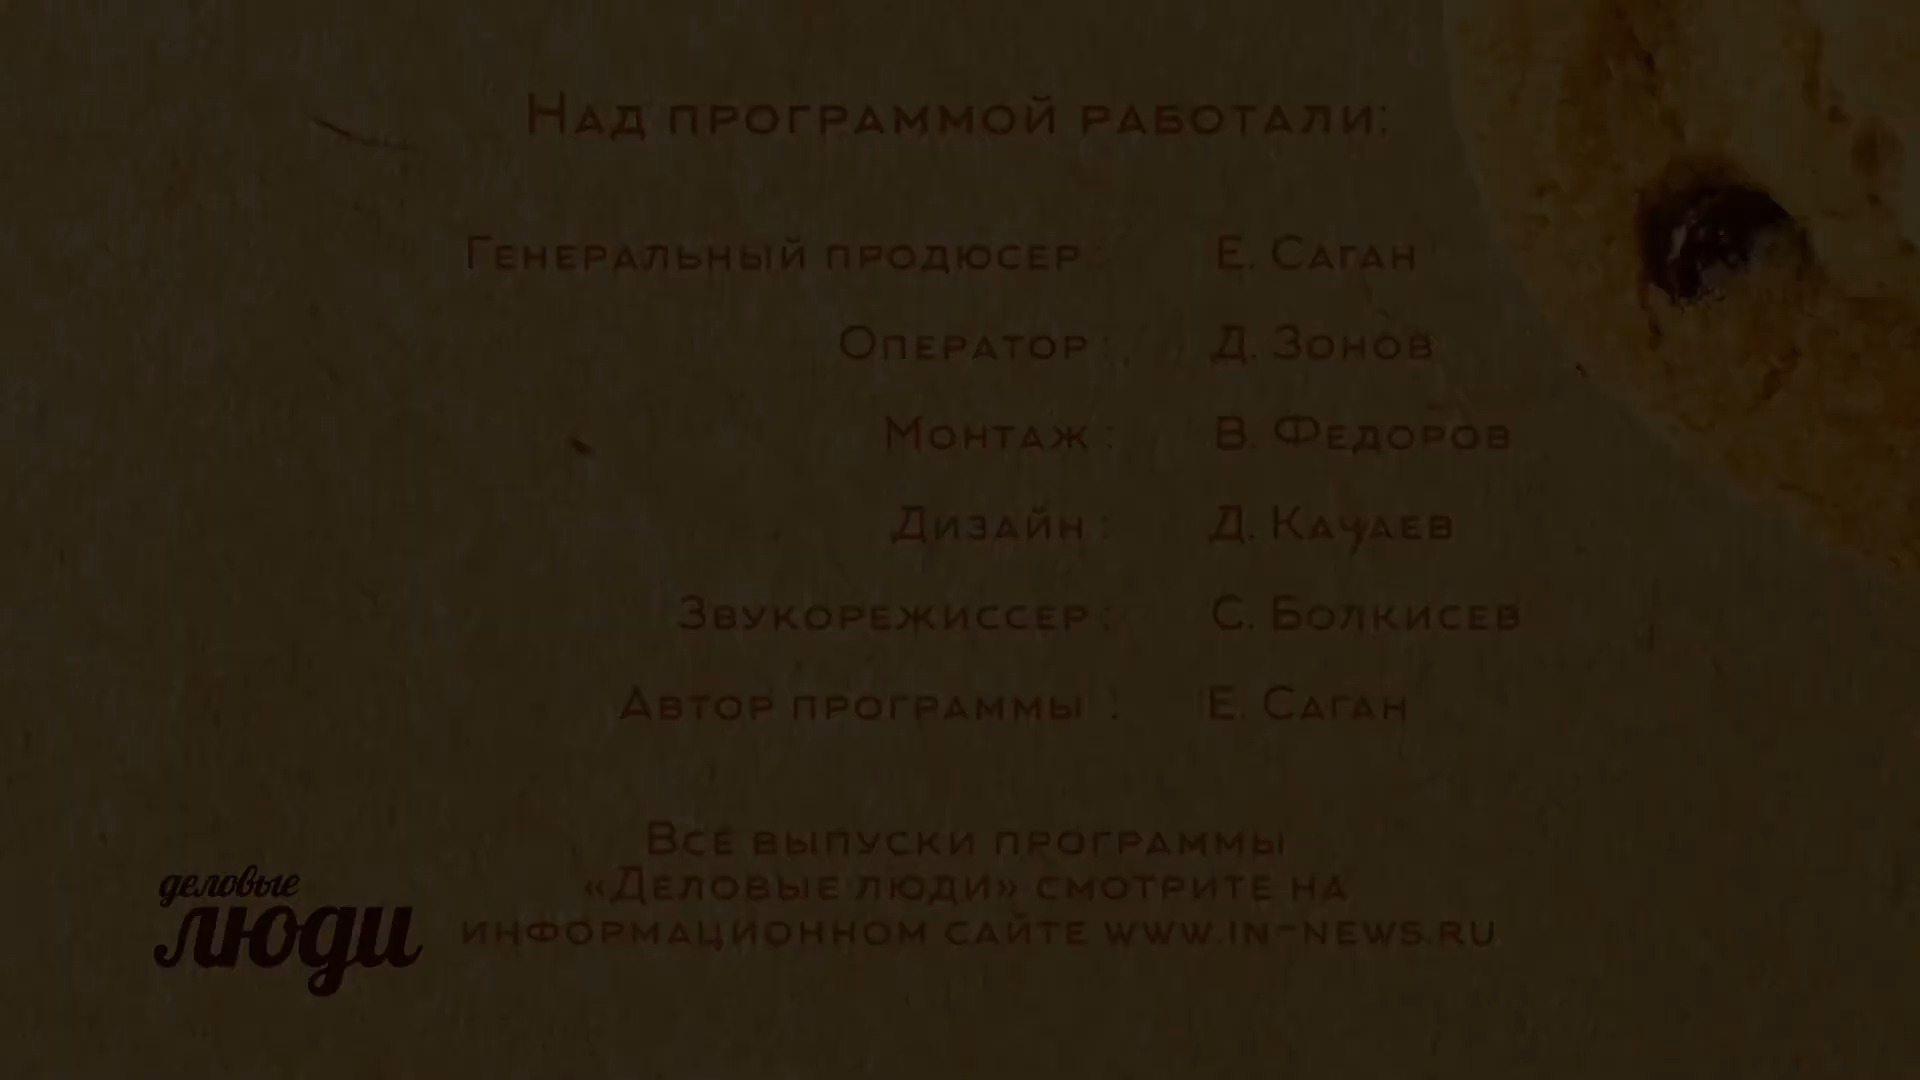 Над программой работали:
Генеральный продюсер : Е. Саган
Оператор : Д. Зонов
Монтаж : В. Федоров
Дизайн : Д. Качаев
Звукорежиссер : С. Болкисев
Автор программы : Е. Саган
Все выпуски программы
«Деловые люди» смотрите на
информационном сайте www.in-news.ru
деловые
люди